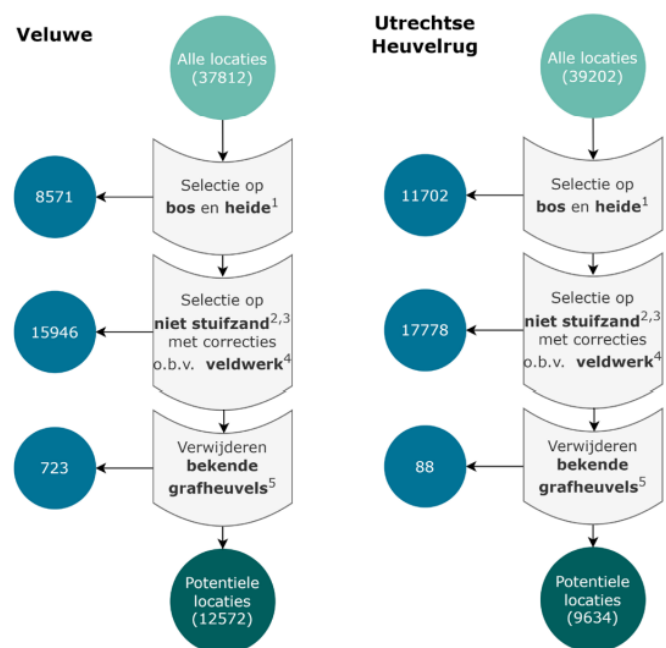 Veluwe
Alle locaties
(37812)
8571
Selectie op
bos en heide¹
15946
Selectie op
niet stuifzand²,³
met correcties
o.b.v. veldwerk⁴
723
Verwijderen
bekende
grafheuvels⁵
Potentiele
locaties
(12572)
Utrechtse
Heuvelrug
Alle locaties
(39202)
11702
Selectie op
bos en heide¹
17778
Selectie op
niet stuifzand²,³
met correcties
o.b.v. veldwerk⁴
88
Verwijderen
bekende
grafheuvels⁵
Potentiele
locaties
(9634)